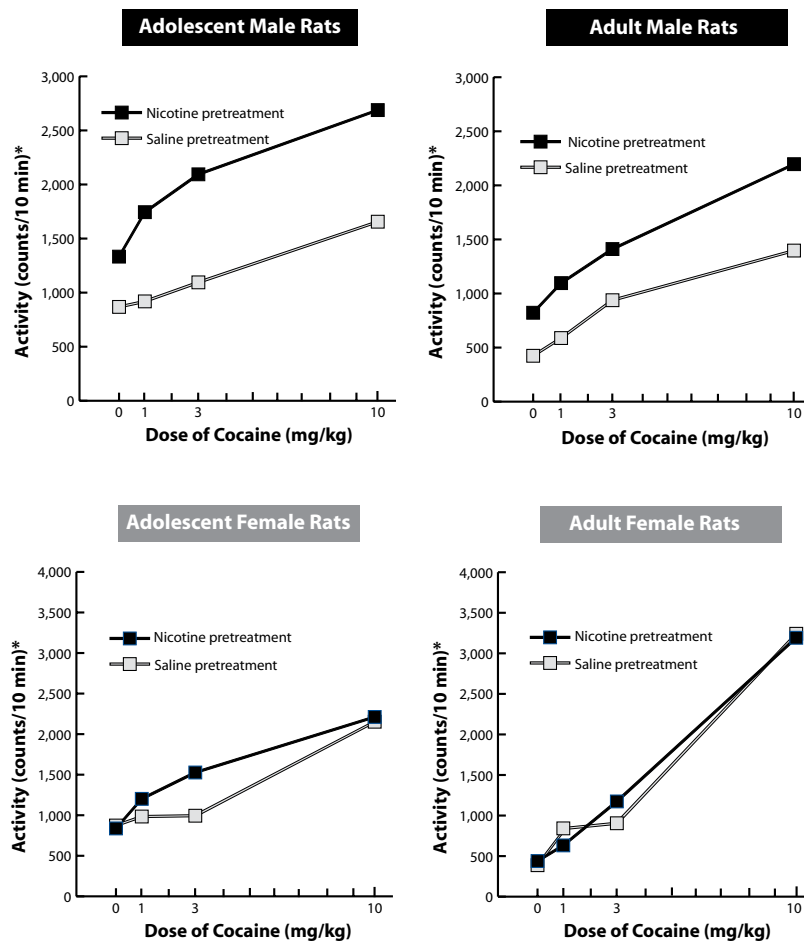 Adolescent Male Rats
3,000
2,500
2,000
1,500
1,000
500
0
Activity (counts/10 min)*
Nicotine pretreatment
Saline pretreatment
0 1 3 10
Dose of Cocaine (mg/kg)
Adult Male Rats
3,000
2,500
2,000
1,500
1,000
500
0
Activity (counts/10 min)*
Nicotine pretreatment
Saline pretreatment
0 1 3 10
Dose of Cocaine (mg/kg)
Adolescent Female Rats
4,000
3,500
3,000
2,500
2,000
1,500
1,000
500
0
Activity (counts/10 min)*
Nicotine pretreatment
Saline pretreatment
0 1 3 10
Dose of Cocaine (mg/kg)
Adult Female Rats
4,000
3,500
3,000
2,500
2,000
1,500
1,000
500
0
Activity (counts/10 min)*
Nicotine pretreatment
Saline pretreatment
0 1 3 10
Dose of Cocaine (mg/kg)